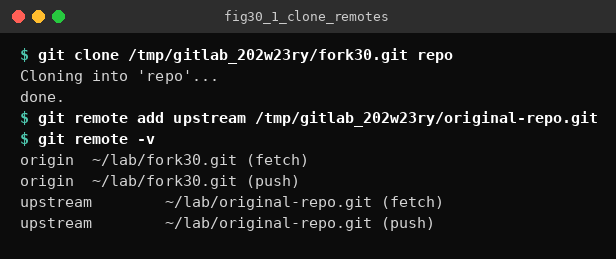 fig30_1_clone_remotes
$ git clone /tmp/gitlab_202w23ry/fork30.git repo
Cloning into 'repo'...
done.
$ git remote add upstream /tmp/gitlab_202w23ry/original-repo.git
$ git remote -v
origin  ~/lab/fork30.git (fetch)
origin  ~/lab/fork30.git (push)
upstream        ~/lab/original-repo.git (fetch)
upstream        ~/lab/original-repo.git (push)